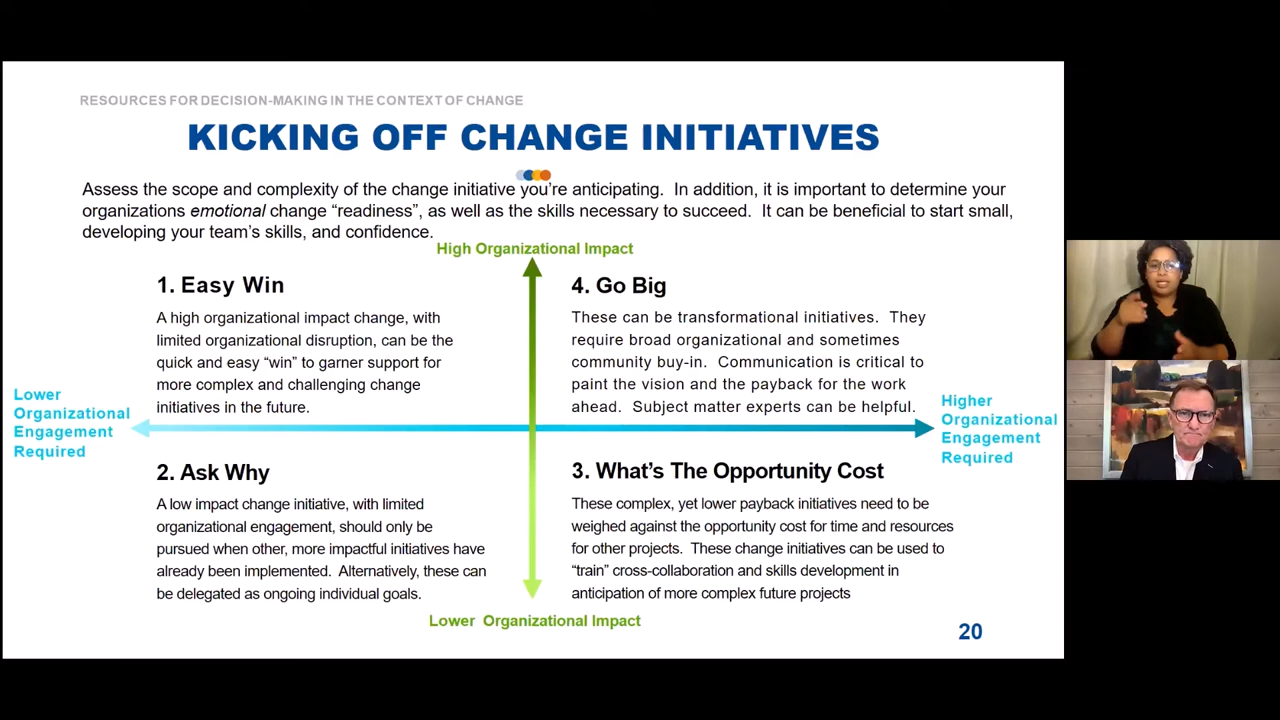 RESOURCES FOR DECISION-MAKING IN THE CONTEXT OF CHANGE
KICKING OFF CHANGE INITIATIVES
Assess the scope and complexity of the change initiative you're anticipating.  In addition, it is important to determine your
organizations emotional change “readiness”, as well as the skills necessary to succeed.  It can be beneficial to start small,
developing your team's skills, and confidence.
High Organizational Impact
1. Easy Win
A high organizational impact change, with
limited organizational disruption, can be the
quick and easy “win” to garner support for
more complex and challenging change
initiatives in the future.
4. Go Big
These can be transformational initiatives.  They
require broad organizational and sometimes
community buy-in.  Communication is critical to
paint the vision and the payback for the work
ahead.  Subject matter experts can be helpful.
Lower
Organizational
Engagement
Required
Higher
Organizational
Engagement
Required
2. Ask Why
A low impact change initiative, with limited
organizational engagement, should only be
pursued when other, more impactful initiatives have
already been implemented.  Alternatively, these can
be delegated as ongoing individual goals.
3. What's The Opportunity Cost
These complex, yet lower payback initiatives need to be
weighed against the opportunity cost for time and resources
for other projects.  These change initiatives can be used to
“train” cross-collaboration and skills development in
anticipation of more complex future projects
Lower  Organizational Impact
20